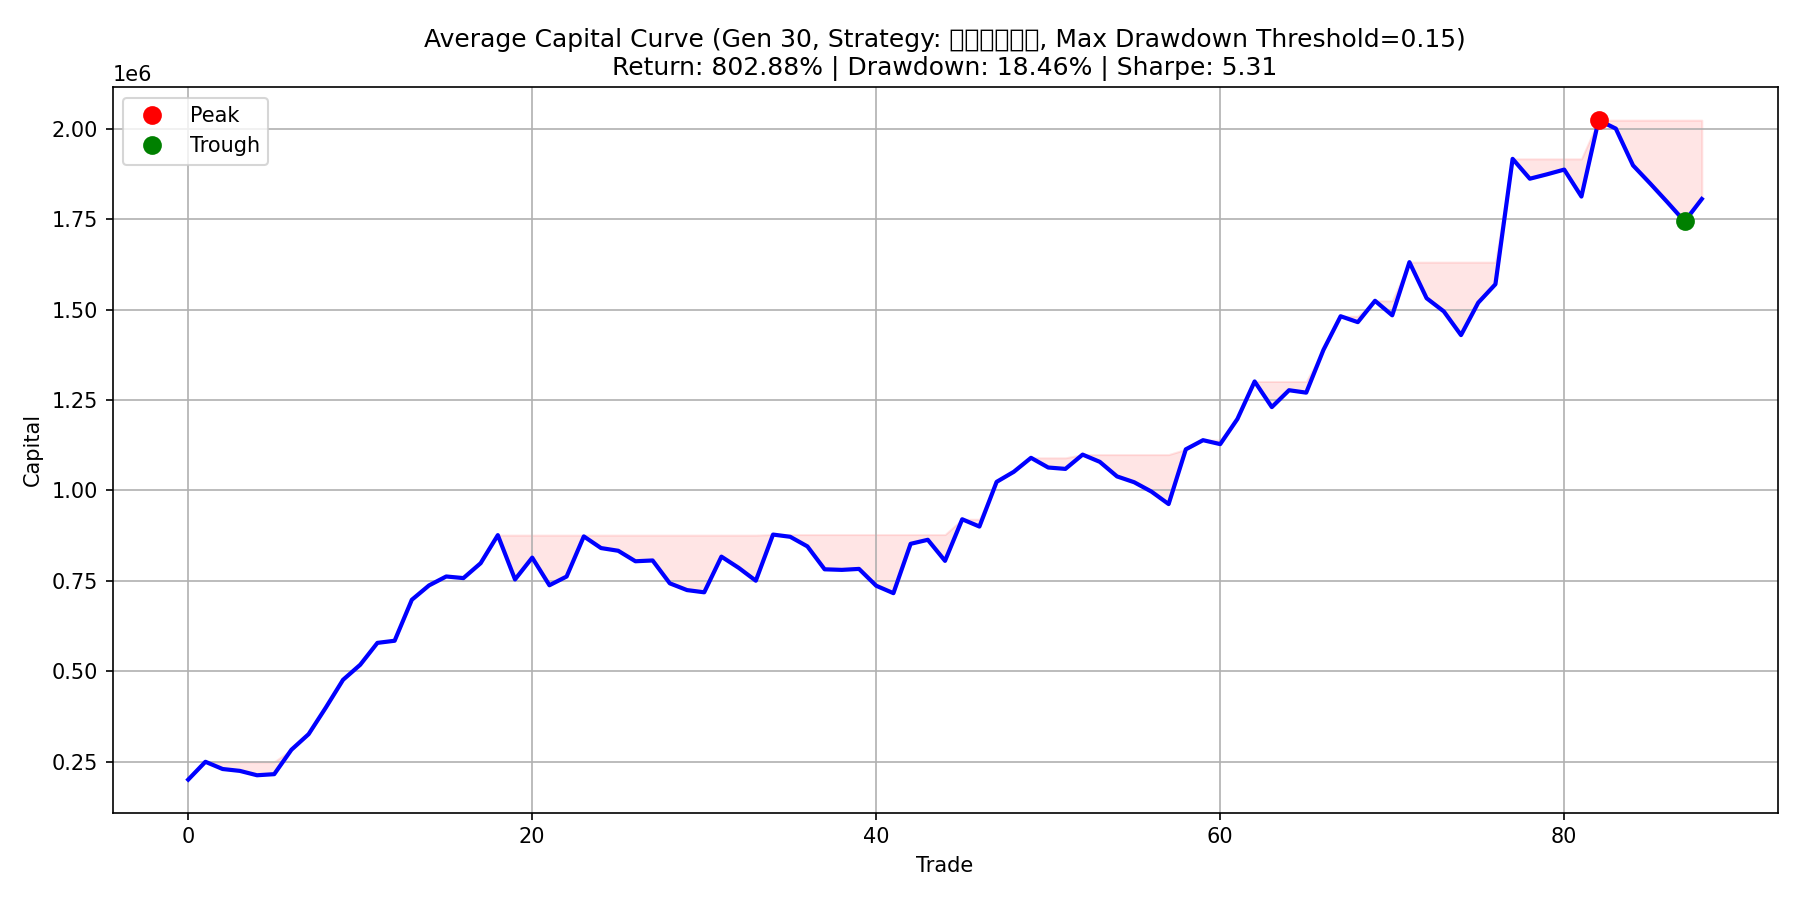 Average Capital Curve (Gen 30, Strategy: □□□□□□, Max Drawdown Threshold=0.15)
Return: 802.88% | Drawdown: 18.46% | Sharpe: 5.31
1e6
Peak
Trough
2.00
1.75
1.50
1.25
1.00
0.75
0.50
0.25
Capital
0 20 40 60 80
Trade